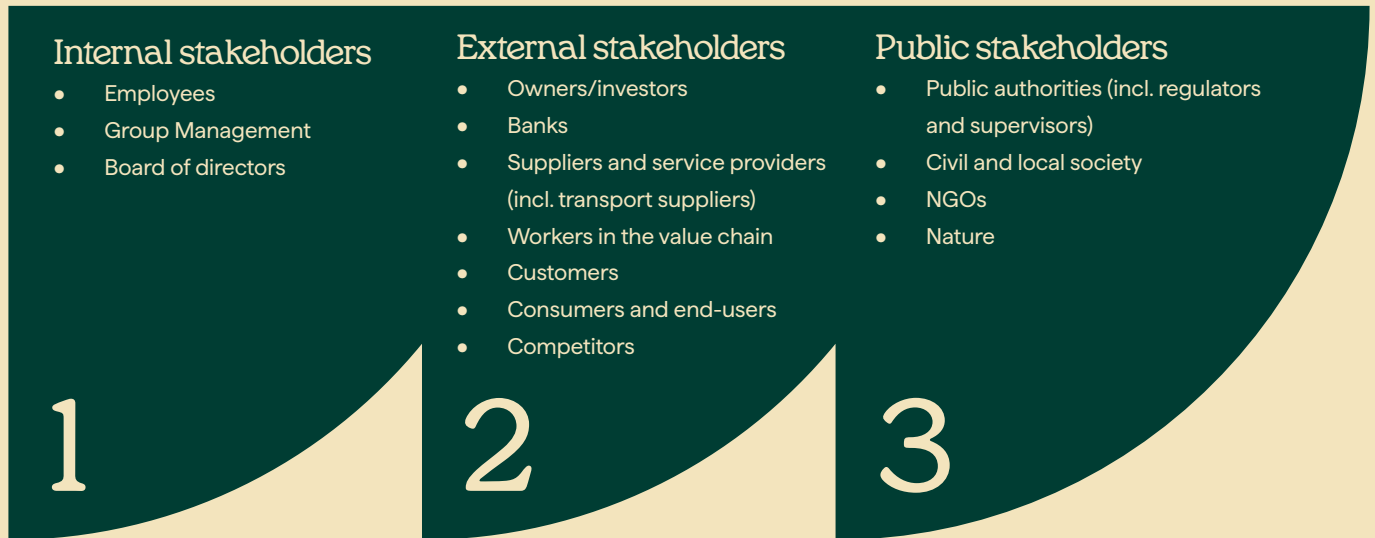 Internal stakeholders
● Employees
● Group Management
● Board of directors
1
External stakeholders
● Owners/investors
● Banks
● Suppliers and service providers
(incl. transport suppliers)
● Workers in the value chain
● Customers
● Consumers and end-users
● Competitors
2
Public stakeholders
● Public authorities (incl. regulators
and supervisors)
● Civil and local society
● NGOs
● Nature
3